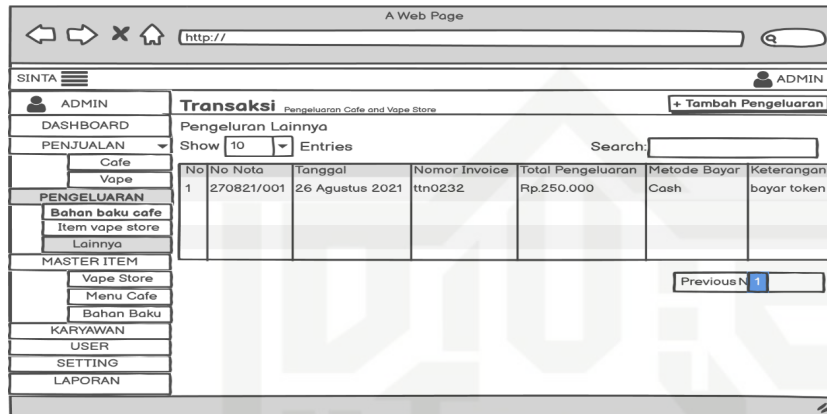 A Web Page
http://
SINTA
ADMIN
ADMIN
DASHBOARD
PENJUALAN
Cafe
Vape
PENGELUARAN
Bahan baku cafe
Item vape store
Lainnya
MASTER ITEM
Vape Store
Menu Cafe
Bahan Baku
KARYAWAN
USER
SETTING
LAPORAN
Transaksi Pengeluaran Cafe and Vape Store
+ Tambah Pengeluaran
Pengeluran Lainnya
Show 10 Entries Search:
No No Nota Tanggal Nomor Invoice Total Pengeluaran Metode Bayar Keterangan
1 270821/001 26 Agustus 2021 ttn0232 Rp.250.000 Cash bayar token
Previous N 1